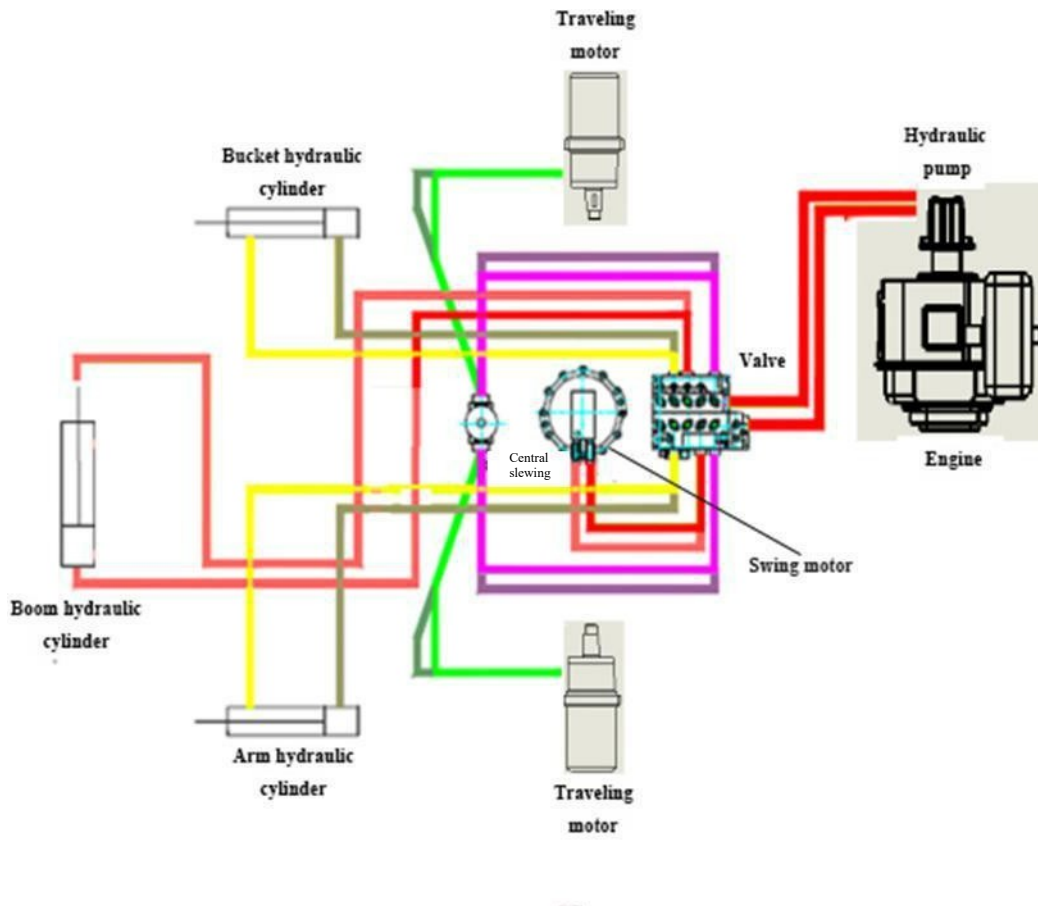 Traveling
motor
Hydraulic
pump
Bucket hydraulic
cylinder
Valve
Central
slewing
Engine
Swing motor
Boom hydraulic
cylinder
Arm hydraulic
cylinder
Traveling
motor